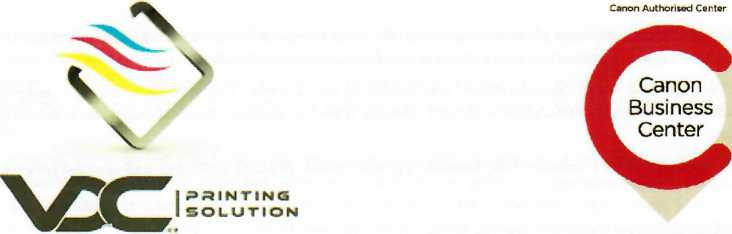 Canon Authorised Center
Canon
Business
Center
VDC
PRINTING
SOLUTION